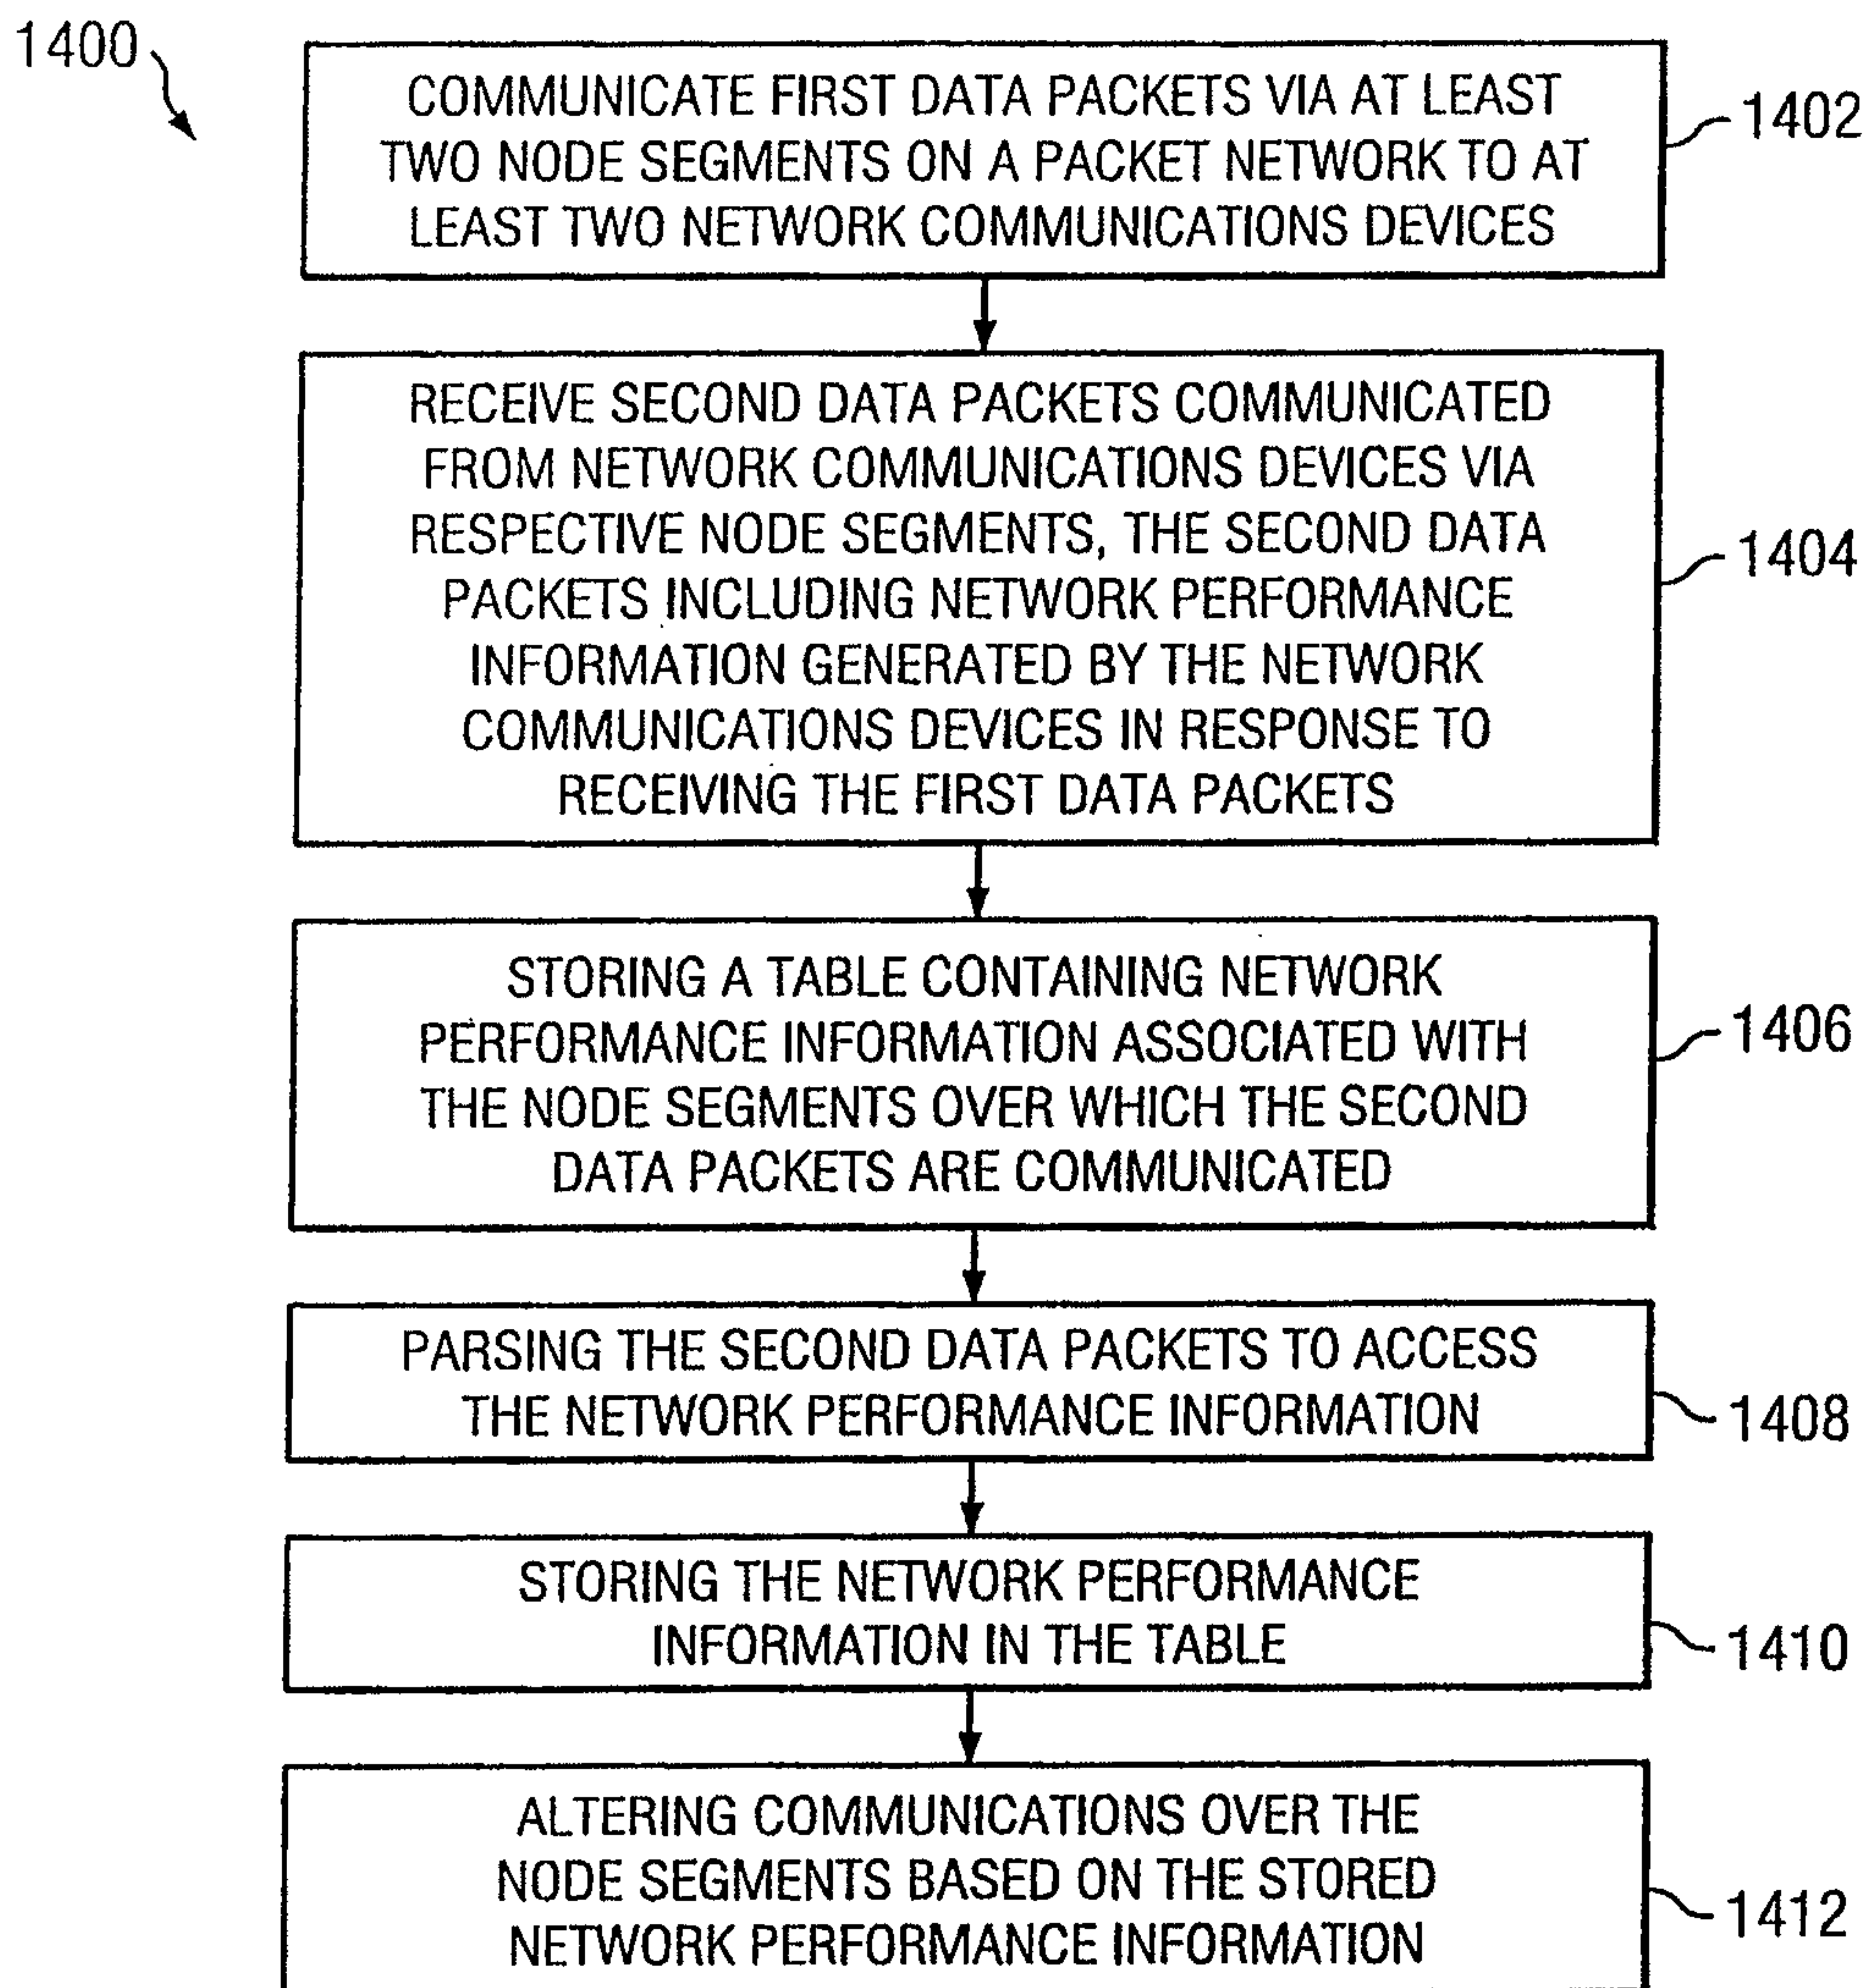 1400
COMMUNICATE FIRST DATA PACKETS VIA AT LEAST
TWO NODE SEGMENTS ON A PACKET NETWORK TO AT
LEAST TWO NETWORK COMMUNICATIONS DEVICES
1402
RECEIVE SECOND DATA PACKETS COMMUNICATED
FROM NETWORK COMMUNICATIONS DEVICES VIA
RESPECTIVE NODE SEGMENTS, THE SECOND DATA
PACKETS INCLUDING NETWORK PERFORMANCE
INFORMATION GENERATED BY THE NETWORK
COMMUNICATIONS DEVICES IN RESPONSE TO
RECEIVING THE FIRST DATA PACKETS
1404
STORING A TABLE CONTAINING NETWORK
PERFORMANCE INFORMATION ASSOCIATED WITH
THE NODE SEGMENTS OVER WHICH THE SECOND
DATA PACKETS ARE COMMUNICATED
1406
PARSING THE SECOND DATA PACKETS TO ACCESS
THE NETWORK PERFORMANCE INFORMATION
1408
STORING THE NETWORK PERFORMANCE
INFORMATION IN THE TABLE
1410
ALTERING COMMUNICATIONS OVER THE
NODE SEGMENTS BASED ON THE STORED
NETWORK PERFORMANCE INFORMATION
1412